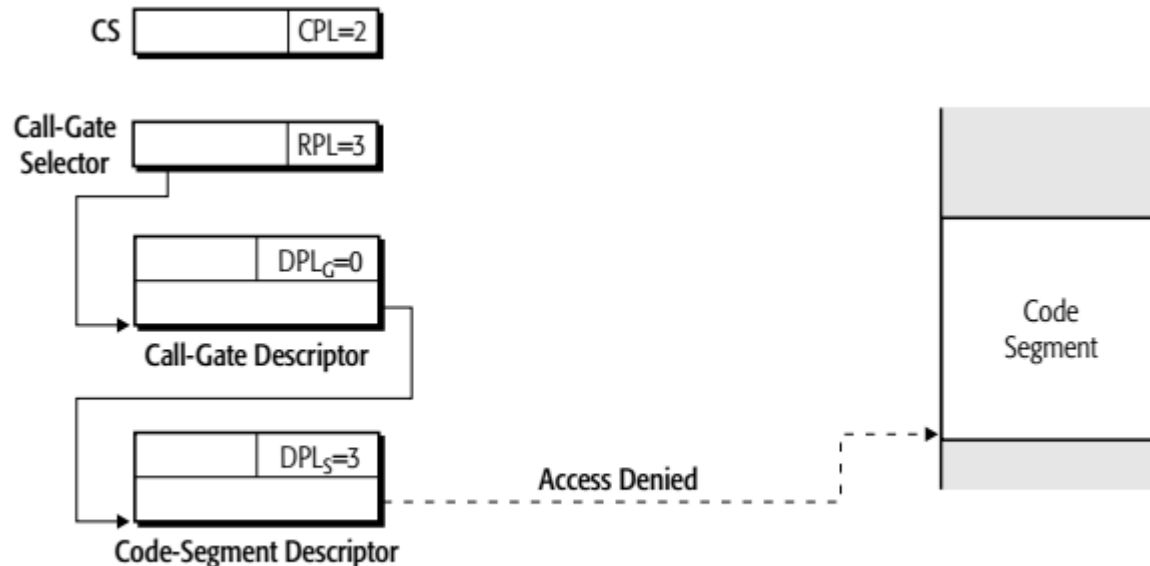 CS
CPL=2
Call-Gate
Selector
RPL=3
DPLG=0
Call-Gate Descriptor
DPLS=3
Code-Segment Descriptor
Access Denied
Code
Segment